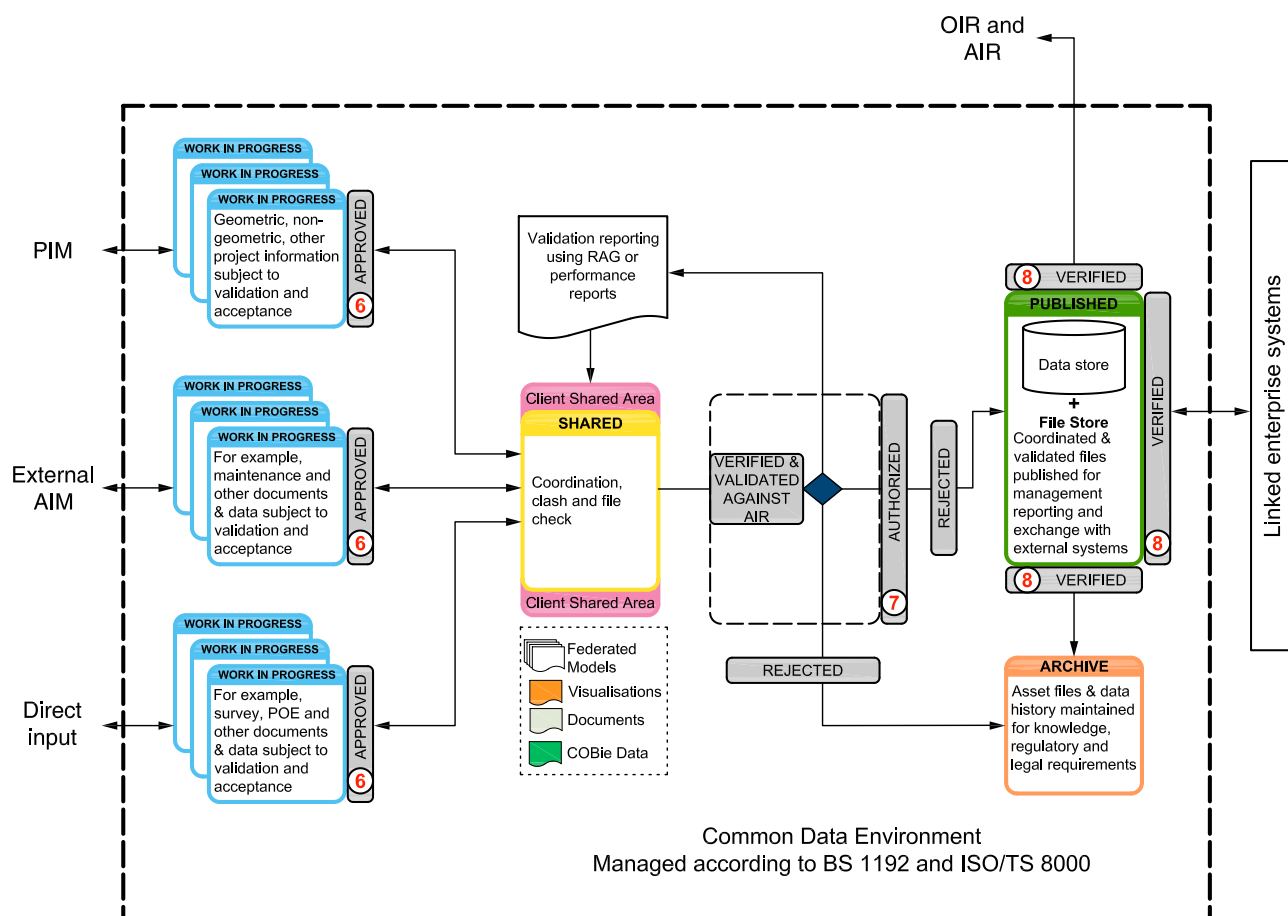 OIR and
AIR
WORK IN PROGRESS
WORK IN PROGRESS
WORK IN PROGRESS
Geometric, non-
geometric, other
project information
subject to
validation and
acceptance
APPROVED
6
PIM
Validation reporting
using RAG or
performance
reports
8 VERIFIED
PUBLISHED
Data store
+
File Store
Coordinated &
validated files
published for
management
reporting and
exchange with
external systems
VERIFIED
8
8 VERIFIED
Linked enterprise systems
WORK IN PROGRESS
WORK IN PROGRESS
WORK IN PROGRESS
For example,
maintenance and
other documents
& data subject to
validation and
acceptance
APPROVED
6
External
AIM
Client Shared Area
SHARED
Coordination,
clash and file
check
Client Shared Area
VERIFIED &
VALIDATED
AGAINST
AIR
AUTHORIZED
7
REJECTED
REJECTED
WORK IN PROGRESS
WORK IN PROGRESS
WORK IN PROGRESS
For example,
survey, POE and
other documents
& data subject to
validation and
acceptance
APPROVED
6
Direct
input
Federated
Models
Visualisations
Documents
COBie Data
ARCHIVE
Asset files & data
history maintained
for knowledge,
regulatory and
legal requirements
Common Data Environment
Managed according to BS 1192 and ISO/TS 8000